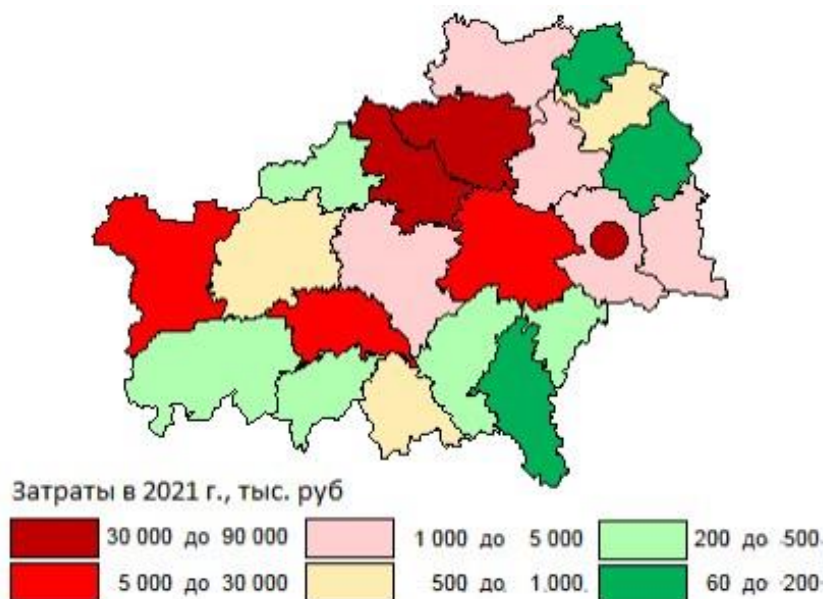 Затраты в 2021 г., тыс. руб
30 000 до 90 000 1 000 до 5 000 200 до 500
5 000 до 30 000 500 до 1 000 60 до 200